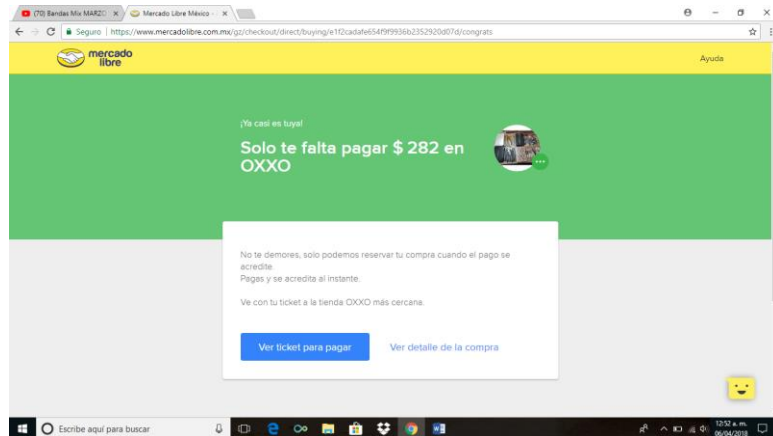 (70) Bandas Mix MAR2
Mercado Libre México -
Seguro | https://www.mercadolibre.com.mx/gz/checkout/direct/buying/e1f2cadafe654f9f9936b2352920d07d/congrats
mercado
libre
Ayuda
¡Ya casi es tuya!
Solo te falta pagar $ 282 en
OXXO
No te demores, solo podemos reservar tu compra cuando el pago se
acredite.
Pagas y se acredita al instante.
Ve con tu ticket a la tienda OXXO más cercana.
Ver ticket para pagar
Ver detalle de la compra
Escribe aquí para buscar
12:52 a. m.
06/04/2018